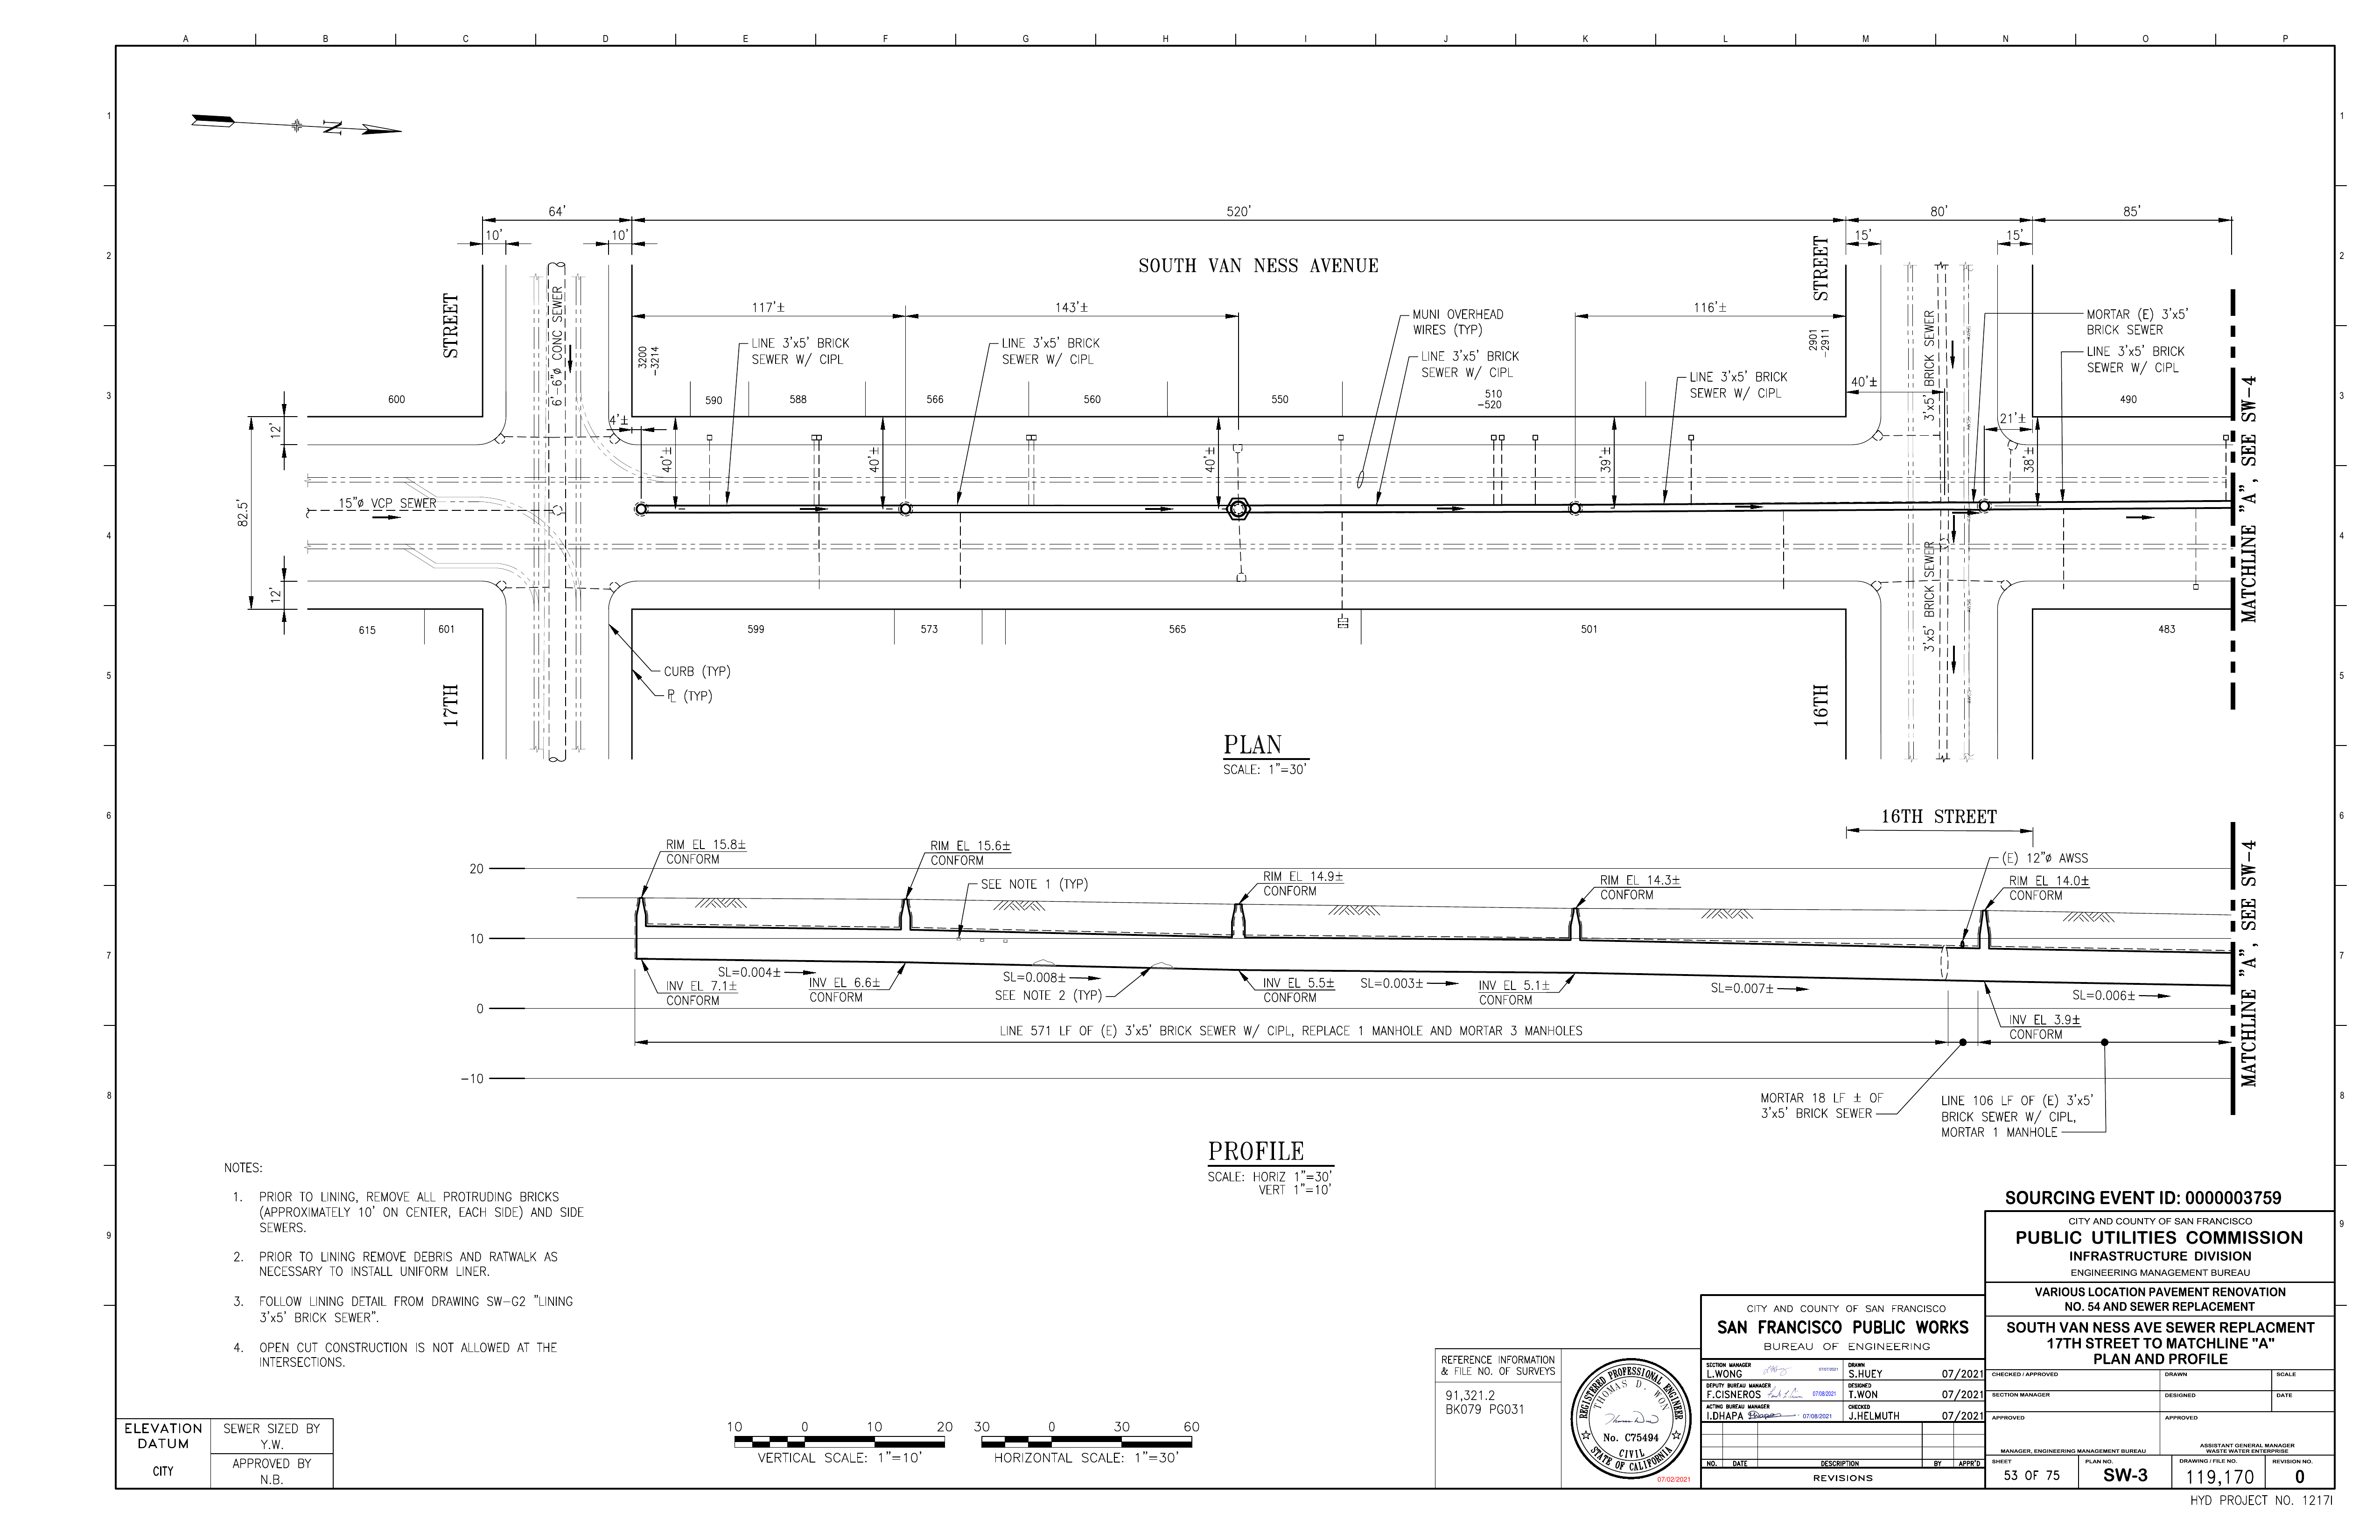 A B C D E F G H I J K L M N O P
1
1
2
2
3
3
4
4
5
5
6
6
7
7
8
8
9
9
N
64'
520'
80'
85'
10'
10'
15'
15'
SOUTH VAN NESS AVENUE
STREET
STREET
6'-6"ø CONC SEWER
117'±
143'±
116'±
3200
-3214
2901
-2911
LINE 3'x5' BRICK
SEWER W/ CIPL
LINE 3'x5' BRICK
SEWER W/ CIPL
MUNI OVERHEAD
WIRES (TYP)
LINE 3'x5' BRICK
SEWER W/ CIPL
LINE 3'x5' BRICK
SEWER W/ CIPL
MORTAR (E) 3'x5'
BRICK SEWER
LINE 3'x5' BRICK
SEWER W/ CIPL
3'x5' BRICK SEWER
3'x5' BRICK SEWER
600
590
588
566
560
550
510
-520
490
4'±
40'±
40'±
40'±
39'±
40'±
21'±
38'±
12'
82.5'
12'
15"ø VCP SEWER
615
601
599
573
565
501
483
CURB (TYP)
PL (TYP)
17TH
16TH
MATCHLINE "A", SEE SW-4
PLAN
SCALE: 1"=30'
16TH STREET
RIM EL 15.8±
CONFORM
RIM EL 15.6±
CONFORM
SEE NOTE 1 (TYP)
RIM EL 14.9±
CONFORM
RIM EL 14.3±
CONFORM
(E) 12"ø AWSS
RIM EL 14.0±
CONFORM
20
10
0
-10
INV EL 7.1±
CONFORM
SL=0.004±
INV EL 6.6±
CONFORM
SL=0.008±
SEE NOTE 2 (TYP)
INV EL 5.5±
CONFORM
SL=0.003±
INV EL 5.1±
CONFORM
SL=0.007±
SL=0.006±
INV EL 3.9±
CONFORM
LINE 571 LF OF (E) 3'x5' BRICK SEWER W/ CIPL, REPLACE 1 MANHOLE AND MORTAR 3 MANHOLES
MORTAR 18 LF ± OF
3'x5' BRICK SEWER
LINE 106 LF OF (E) 3'x5'
BRICK SEWER W/ CIPL,
MORTAR 1 MANHOLE
MATCHLINE "A", SEE SW-4
PROFILE
SCALE: HORIZ 1"=30'
VERT 1"=10'
NOTES:
1. PRIOR TO LINING, REMOVE ALL PROTRUDING BRICKS
(APPROXIMATELY 10' ON CENTER, EACH SIDE) AND SIDE
SEWERS.
2. PRIOR TO LINING REMOVE DEBRIS AND RATWALK AS
NECESSARY TO INSTALL UNIFORM LINER.
3. FOLLOW LINING DETAIL FROM DRAWING SW-G2 "LINING
3'x5' BRICK SEWER".
4. OPEN CUT CONSTRUCTION IS NOT ALLOWED AT THE
INTERSECTIONS.
ELEVATION
DATUM
CITY
SEWER SIZED BY
Y.W.
APPROVED BY
N.B.
10 0 10 20
VERTICAL SCALE: 1"=10'
30 0 30 60
HORIZONTAL SCALE: 1"=30'
REFERENCE INFORMATION
& FILE NO. OF SURVEYS
91,321.2
BK079 PG031
REGISTERED PROFESSIONAL ENGINEER
THOMAS D. WON
No. C75494
CIVIL
STATE OF CALIFORNIA
07/02/2021
CITY AND COUNTY OF SAN FRANCISCO
SAN FRANCISCO PUBLIC WORKS
BUREAU OF ENGINEERING
SECTION MANAGER
L.WONG 07/07/2021
DRAWN
S.HUEY 07/2021
DEPUTY BUREAU MANAGER
F.CISNEROS 07/08/2021
DESIGNED
T.WON 07/2021
ACTING BUREAU MANAGER
I.DHAPA 07/08/2021
CHECKED
J.HELMUTH 07/2021
NO. DATE DESCRIPTION BY APPR'D
REVISIONS
SOURCING EVENT ID: 0000003759
CITY AND COUNTY OF SAN FRANCISCO
PUBLIC UTILITIES COMMISSION
INFRASTRUCTURE DIVISION
ENGINEERING MANAGEMENT BUREAU
VARIOUS LOCATION PAVEMENT RENOVATION
NO. 54 AND SEWER REPLACEMENT
SOUTH VAN NESS AVE SEWER REPLACMENT
17TH STREET TO MATCHLINE "A"
PLAN AND PROFILE
CHECKED / APPROVED DRAWN SCALE
SECTION MANAGER DESIGNED DATE
APPROVED APPROVED
MANAGER, ENGINEERING MANAGEMENT BUREAU
ASSISTANT GENERAL MANAGER
WASTE WATER ENTERPRISE
SHEET
53 OF 75
PLAN NO.
SW-3
DRAWING / FILE NO.
119,170
REVISION NO.
0
HYD PROJECT NO. 1217I